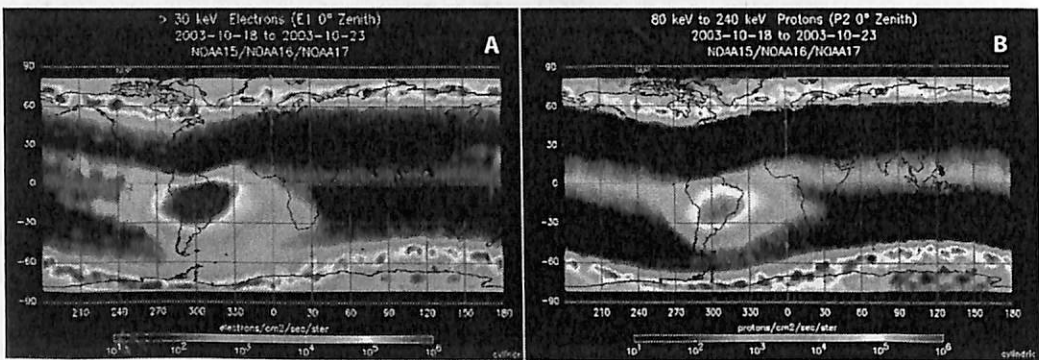 > 30 keV Electrons (E1 0° Zenith)
2003-10-18 to 2003-10-23
NOAA15/NOAA16/NOAA17
A
90
60
30
0
-30
-60
-90
210 240 270 300 330 0 30 60 90 120 150 180
electrons/cm2/sec/ster
10¹ 10² 10³ 10⁴ 10⁵ 10⁶
cylindric
80 keV to 240 keV Protons (P2 0° Zenith)
2003-10-18 to 2003-10-23
NOAA15/NOAA16/NOAA17
B
90
60
30
0
-30
-60
-90
210 240 270 300 330 0 30 60 90 120 150 180
protons/cm2/sec/ster
10¹ 10² 10³ 10⁴ 10⁵ 10⁶
cylindric